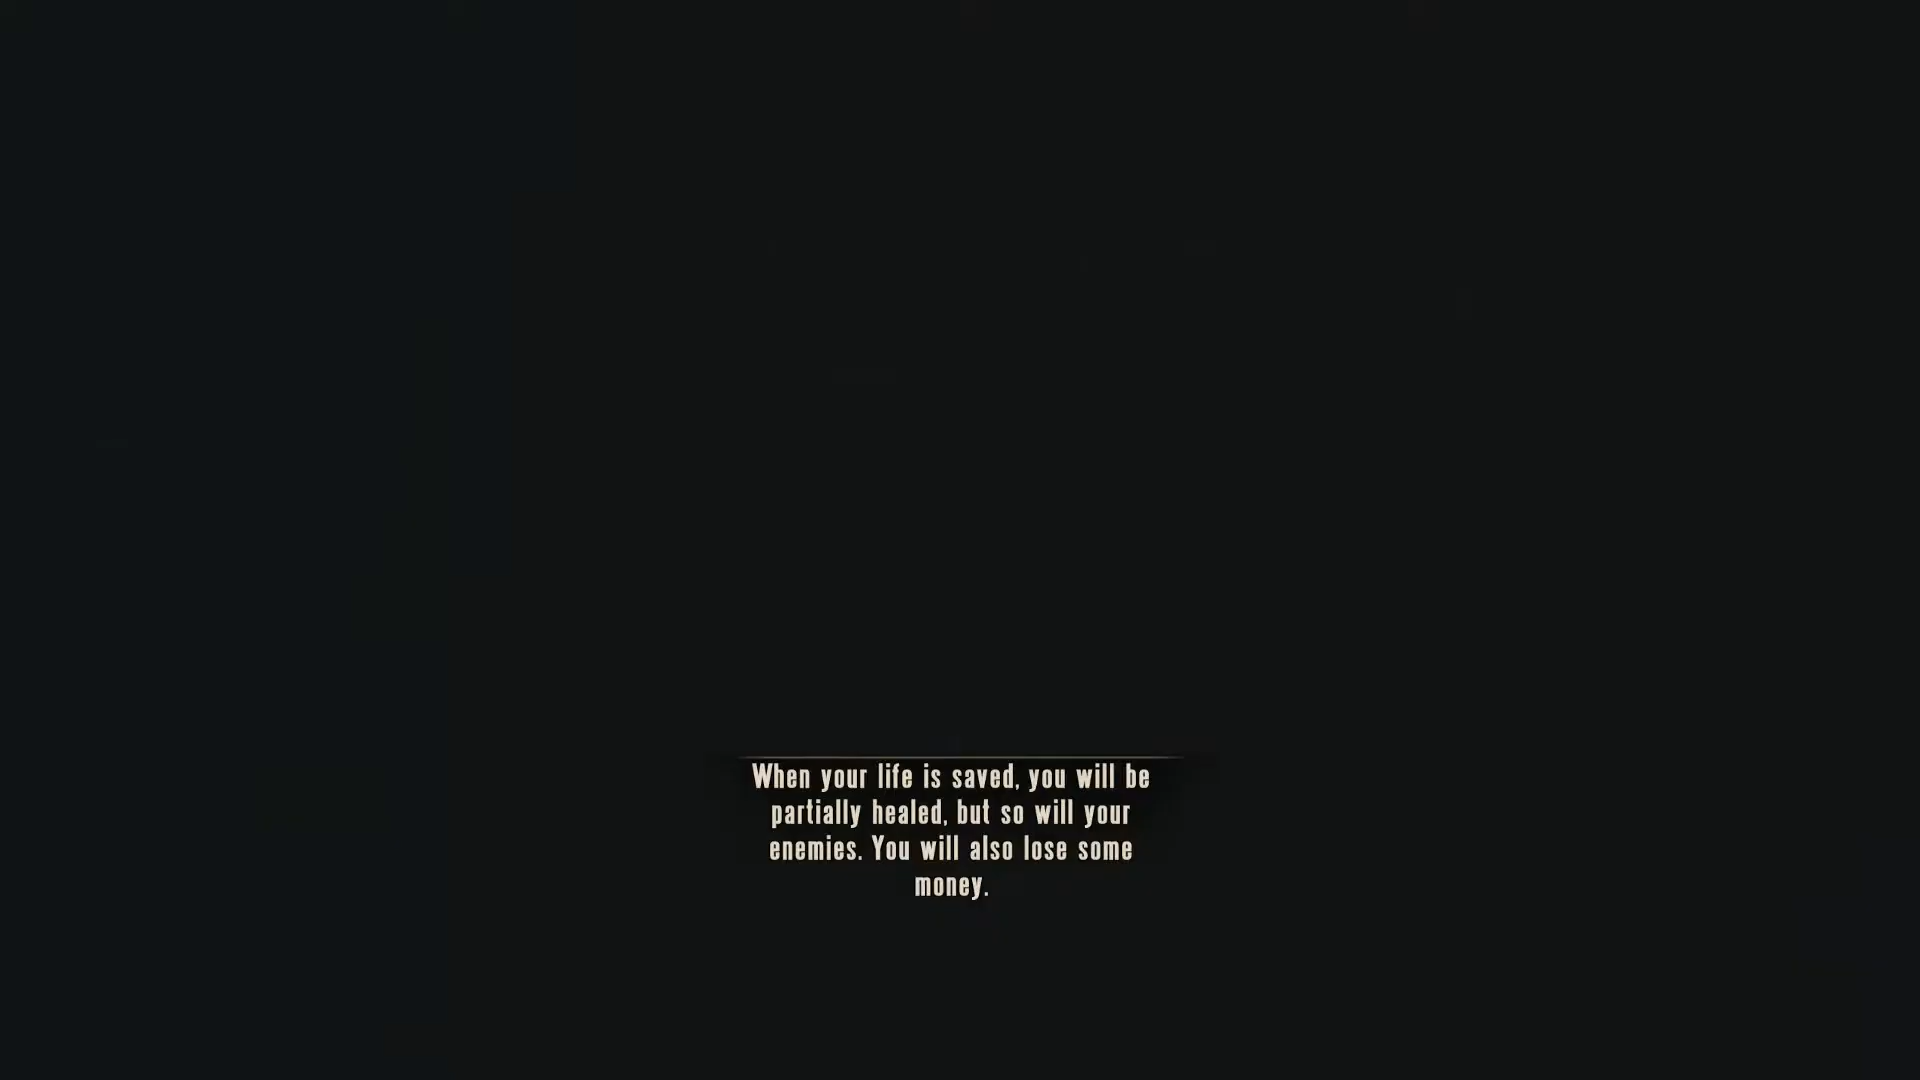 When your life is saved, you will be
partially healed, but so will your
enemies. You will also lose some
money.